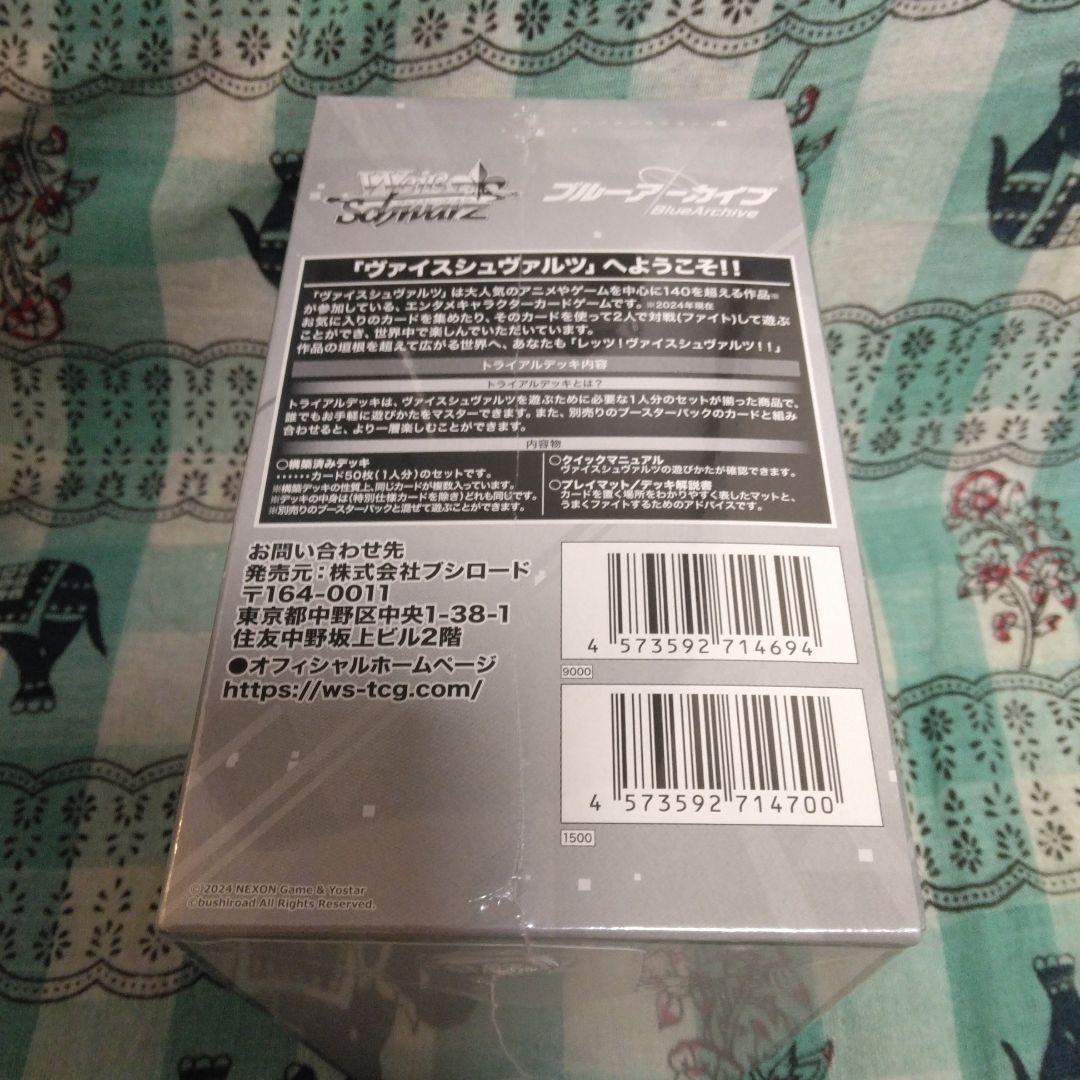 Weiß Schwarz
ブルーアーカイブ
BlueArchive
「ヴァイスシュヴァルツ」へようこそ!!
「ヴァイスシュヴァルツ」は大人気のアニメやゲームを中心に140を超える作品※
が参加している、エンタメキャラクターカードゲームです。※2024年現在
お気に入りのカードを集めたり、そのカードを使って2人で対戦(ファイト)して遊ぶ
ことができ、世界中で楽しんでいただいています。
作品の垣根を超えて広がる世界へ、あなたも「レッツ!ヴァイスシュヴァルツ!!」
トライアルデッキ内容
トライアルデッキとは?
トライアルデッキは、ヴァイスシュヴァルツを遊ぶために必要な1人分のセットが揃った商品で、
誰でもお手軽に遊びかたをマスターできます。また、別売りのブースターパックのカードと組み
合わせると、より一層楽しむことができます。
内容物
○構築済みデッキ
……カード50枚(1人分)のセットです。
※構築デッキの性質上、同じカードが複数入っています。
※デッキの中身は(特別仕様カードを除き)どれも同じです。
※別売りのブースターパックと混ぜて遊ぶことができます。
○クイックマニュアル
ヴァイスシュヴァルツの遊びかたが確認できます。
○プレイマット/デッキ解説書
カードを置く場所をわかりやすく表したマットと、
うまくファイトするためのアドバイスです。
お問い合わせ先
発売元:株式会社ブシロード
〒164-0011
東京都中野区中央1-38-1
住友中野坂上ビル2階
●オフィシャルホームページ
https://ws-tcg.com/
4 573592 714694
9000
4 573592 714700
1500
©2024 NEXON Game & Yostar
©bushiroad All Rights Reserved.